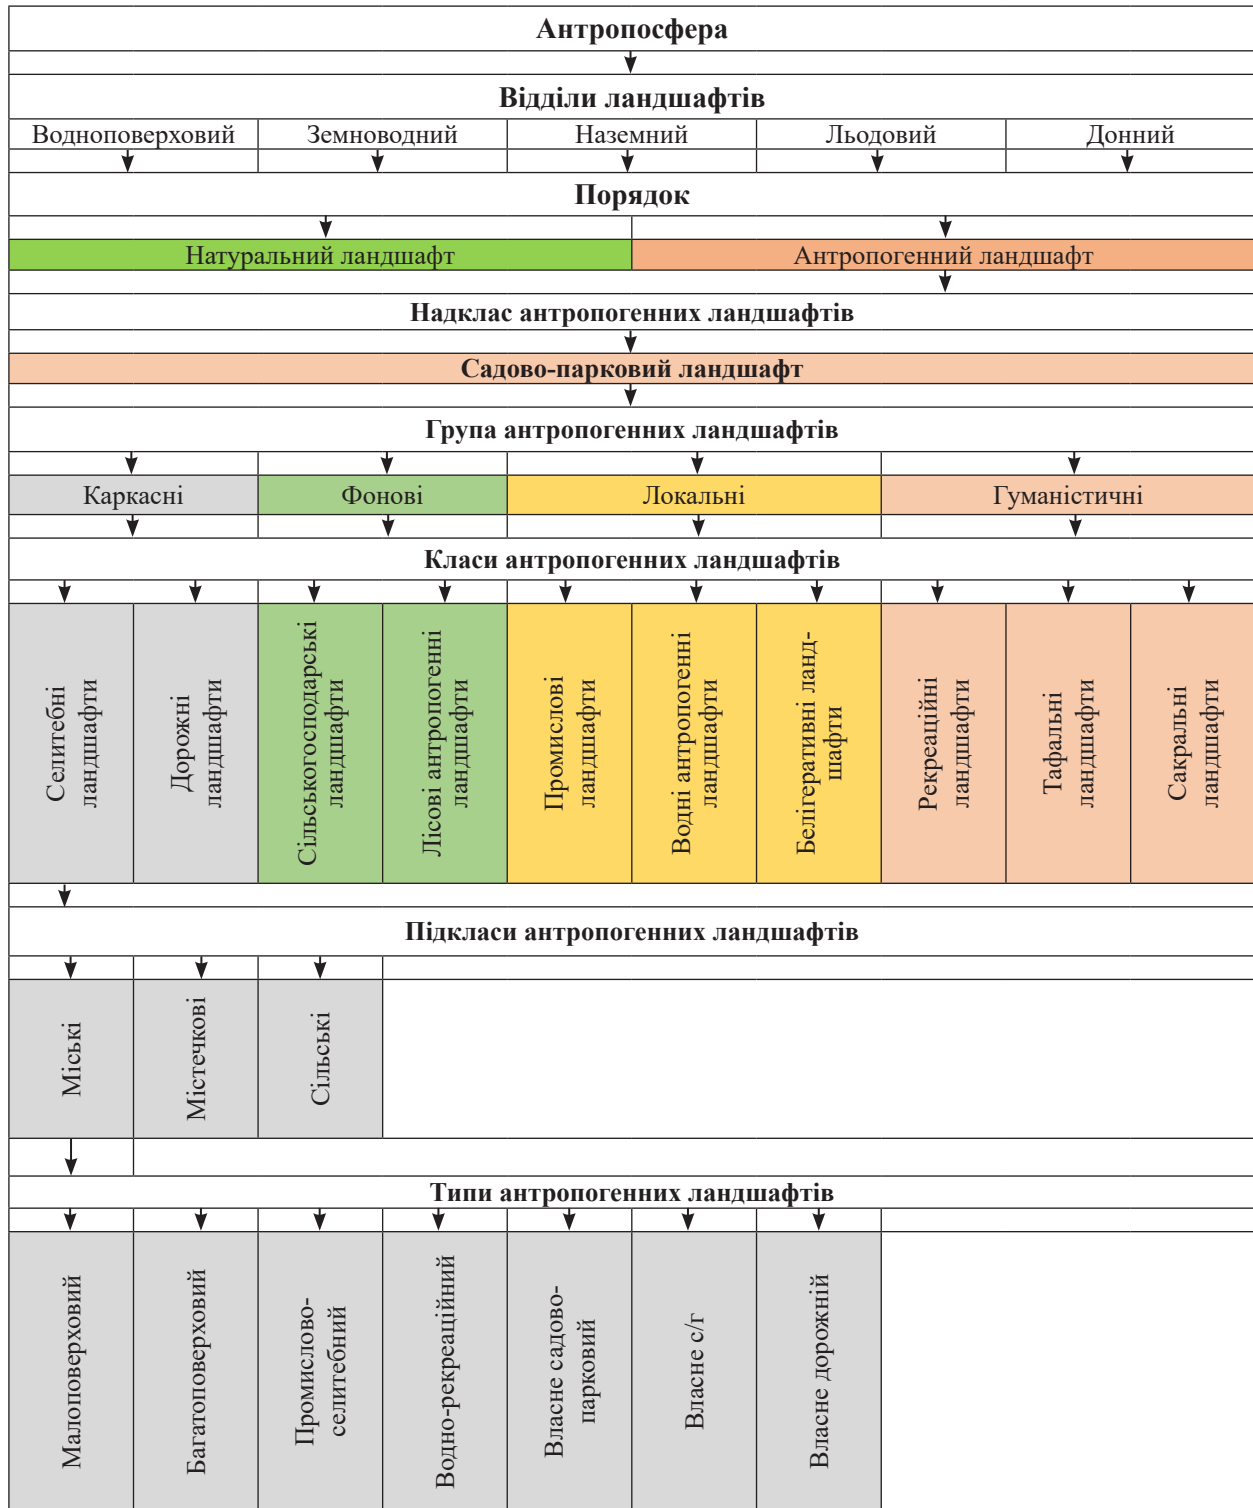 Антропосфера
Відділи ландшафтів
Водноповерховий
Земноводний
Наземний
Льодовий
Донний
Порядок
Натуральний ландшафт
Антропогенний ландшафт
Надклас антропогенних ландшафтів
Садово-парковий ландшафт
Група антропогенних ландшафтів
Каркасні
Фонові
Локальні
Гуманістичні
Класи антропогенних ландшафтів
Селитебні
ландшафти
Дорожні
ландшафти
Сільськогосподарські
ландшафти
Лісові антропогенні
ландшафти
Промислові
ландшафти
Водні антропогенні
ландшафти
Белігеративні ланд-
шафти
Рекреаційні
ландшафти
Тафальні
ландшафти
Сакральні
ландшафти
Підкласи антропогенних ландшафтів
Міські
Містечкові
Сільські
Типи антропогенних ландшафтів
Малоповерховий
Багатоповерховий
Промислово-
селитебний
Водно-рекреаційний
Власне садово-
парковий
Власне с/г
Власне дорожній